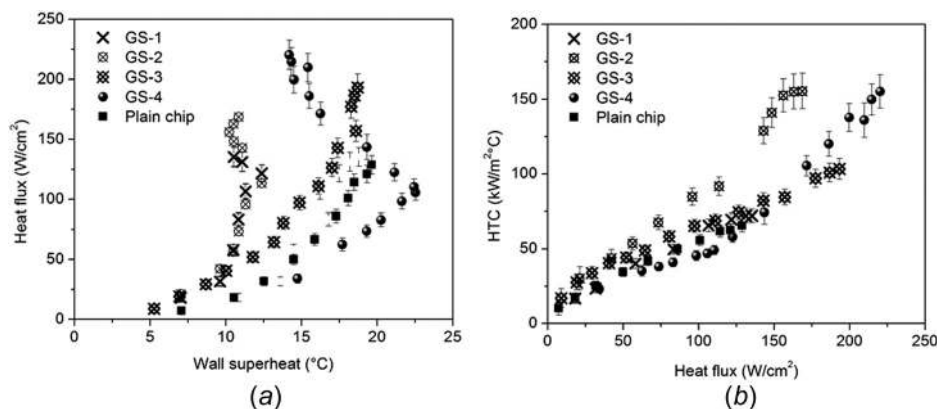 GS-1
GS-2
GS-3
GS-4
Plain chip
Heat flux (W/cm²)
250
200
150
100
50
0
0 5 10 15 20 25
Wall superheat (°C)
(a)
GS-1
GS-2
GS-3
GS-4
Plain chip
HTC (kW/m²°C)
200
150
100
50
0
0 50 100 150 200 250
Heat flux (W/cm²)
(b)